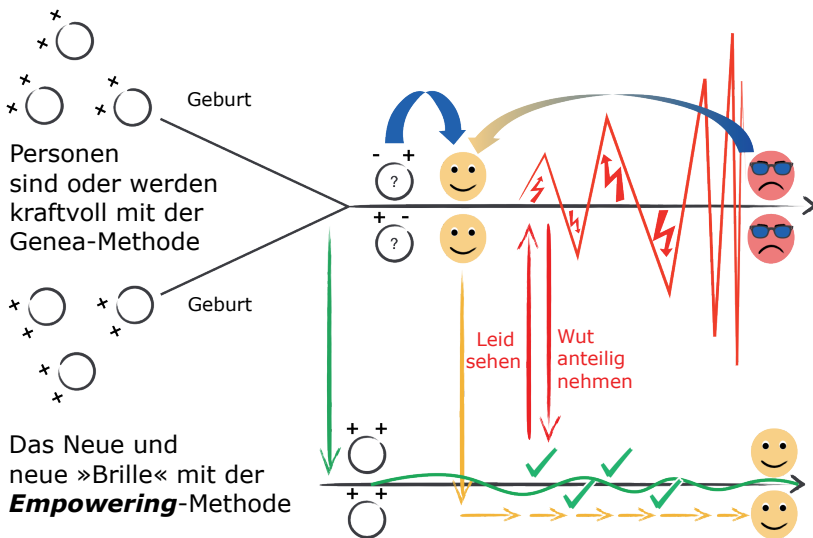 Geburt
Personen
sind oder werden
kraftvoll mit der
Genea-Methode
Geburt
- +
?
+ -
?
Leid
sehen
Wut
anteilig
nehmen
Das Neue und
neue »Brille« mit der
Empowering-Methode
+ +
+ +